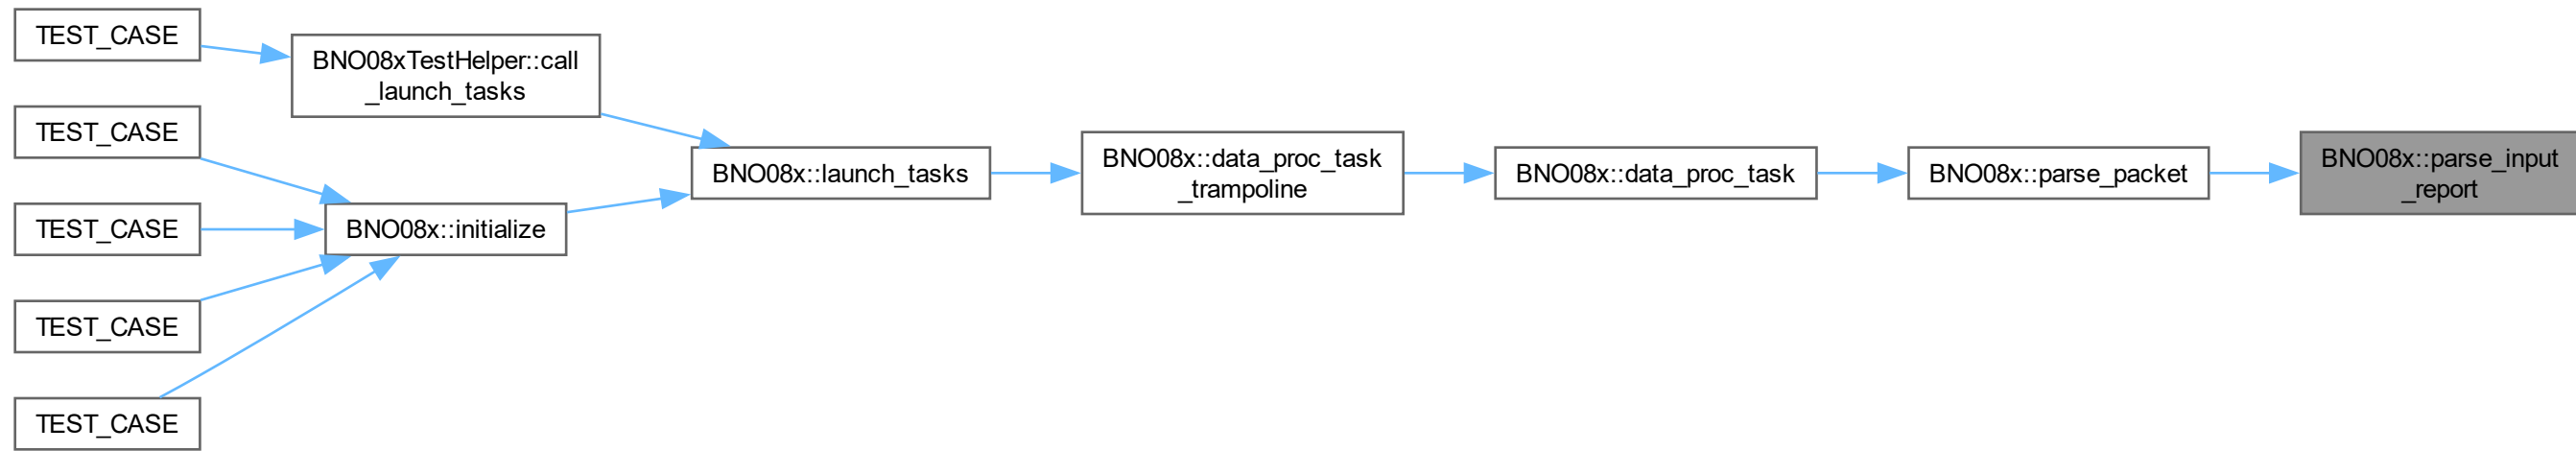 TEST_CASE
TEST_CASE
TEST_CASE
TEST_CASE
TEST_CASE
BNO08xTestHelper::call
_launch_tasks
BNO08x::initialize
BNO08x::launch_tasks
BNO08x::data_proc_task
_trampoline
BNO08x::data_proc_task
BNO08x::parse_packet
BNO08x::parse_input
_report